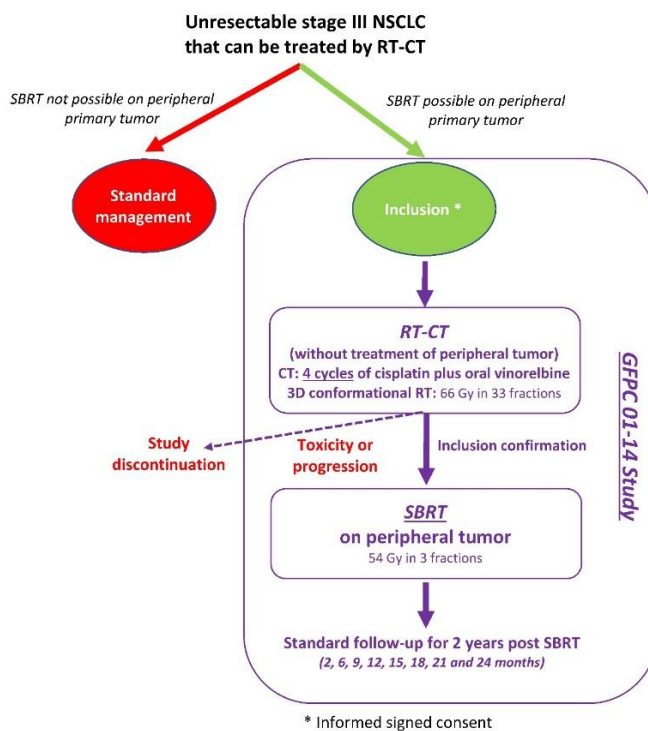 Unresectable stage III NSCLC
that can be treated by RT-CT
SBRT not possible on peripheral
primary tumor
SBRT possible on peripheral
primary tumor
Standard
management
Inclusion *
RT-CT
(without treatment of peripheral tumor)
CT: 4 cycles of cisplatin plus oral vinorelbine
3D conformational RT: 66 Gy in 33 fractions
Study
discontinuation
Toxicity or
progression
Inclusion confirmation
SBRT
on peripheral tumor
54 Gy in 3 fractions
Standard follow-up for 2 years post SBRT
(2, 6, 9, 12, 15, 18, 21 and 24 months)
GFPC 01-14 Study
* Informed signed consent